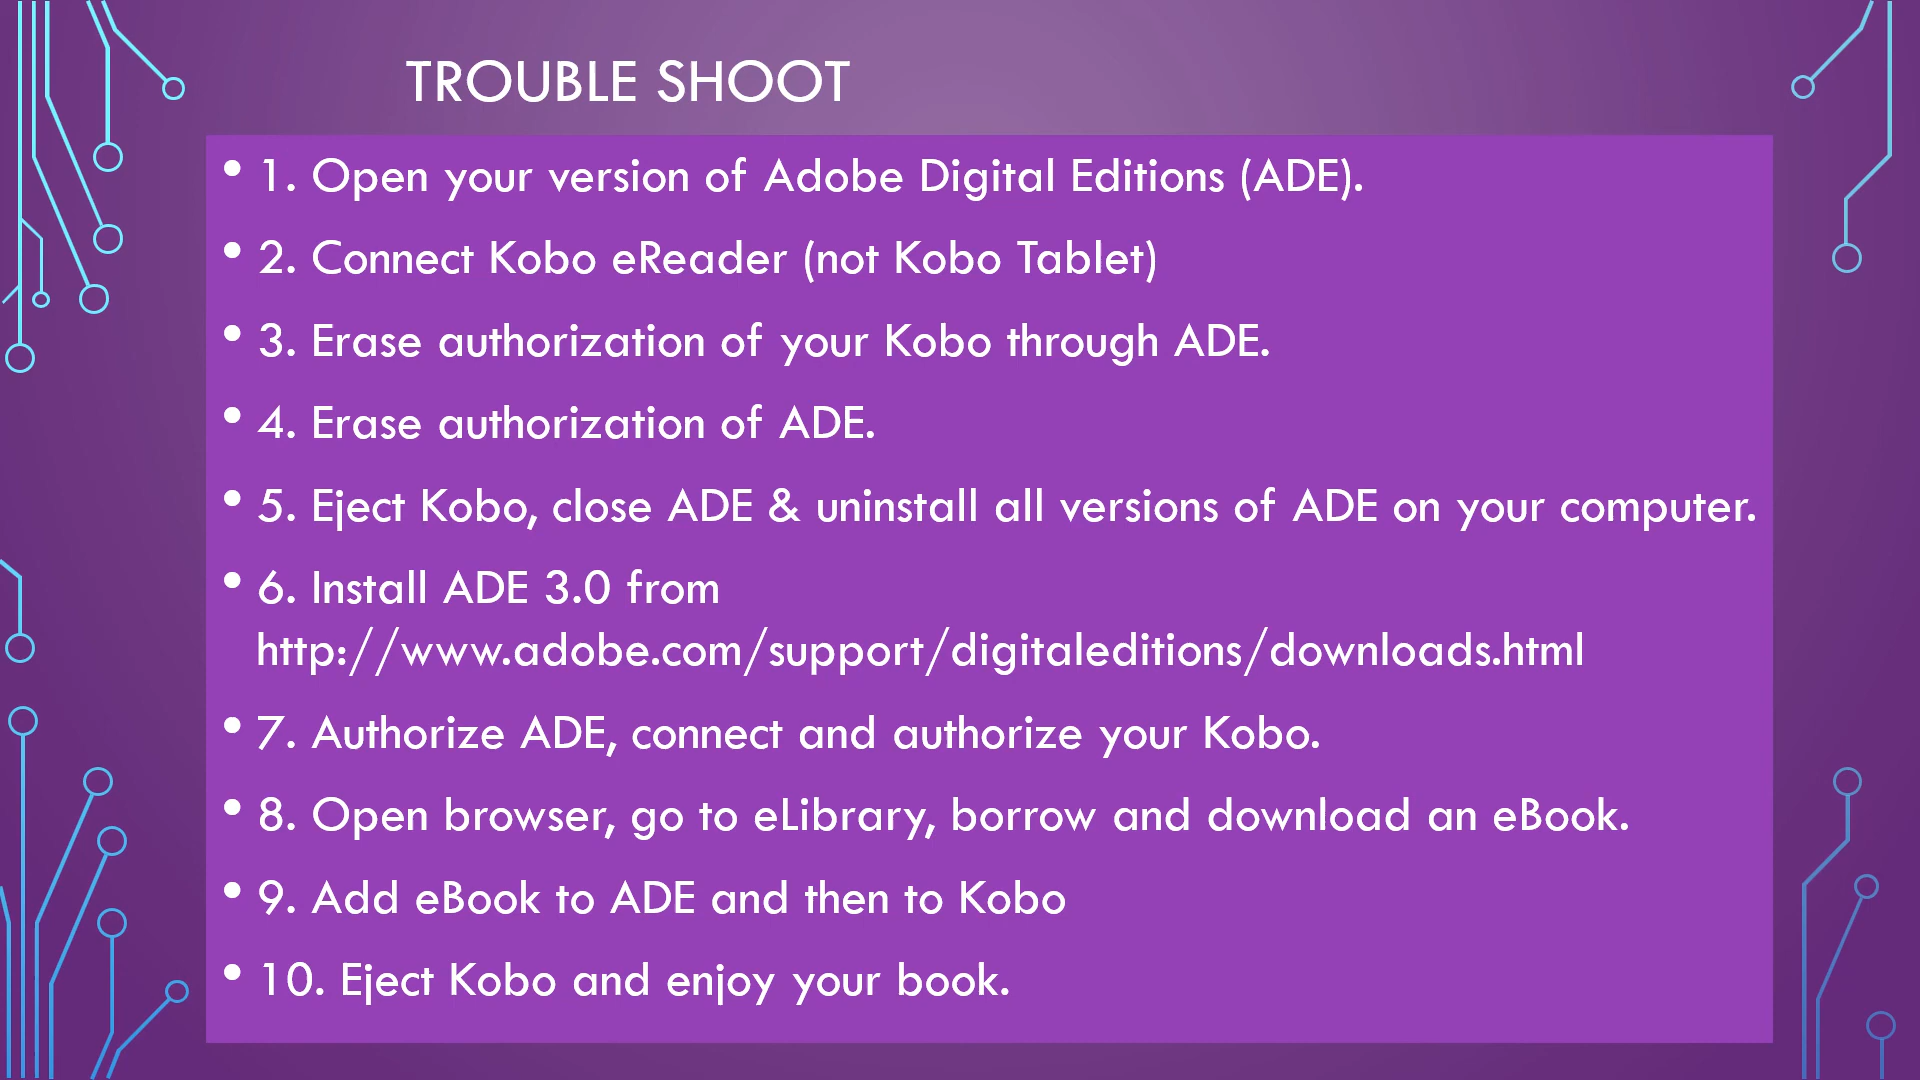 TROUBLE SHOOT
• 1. Open your version of Adobe Digital Editions (ADE).
• 2. Connect Kobo eReader (not Kobo Tablet)
• 3. Erase authorization of your Kobo through ADE.
• 4. Erase authorization of ADE.
• 5. Eject Kobo, close ADE & uninstall all versions of ADE on your computer.
• 6. Install ADE 3.0 from
http://www.adobe.com/support/digitaleditions/downloads.html
• 7. Authorize ADE, connect and authorize your Kobo.
• 8. Open browser, go to eLibrary, borrow and download an eBook.
• 9. Add eBook to ADE and then to Kobo
• 10. Eject Kobo and enjoy your book.